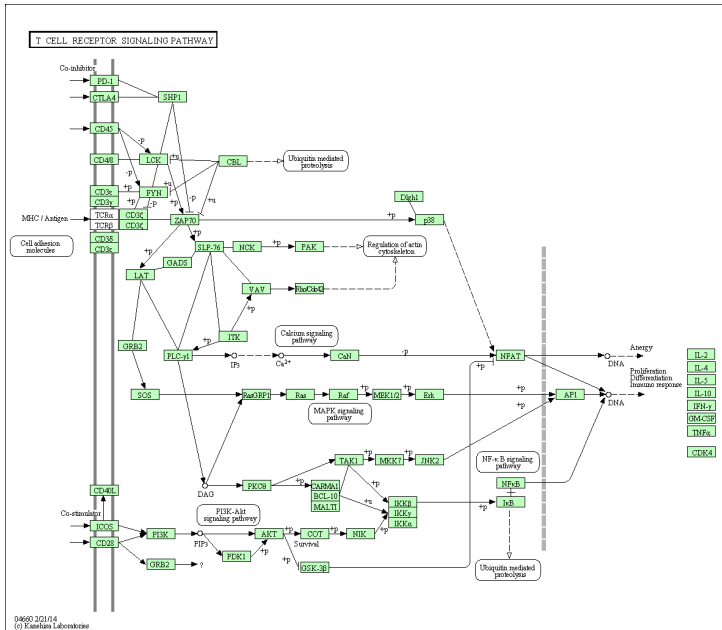 T CELL RECEPTOR SIGNALING PATHWAY
Co-inhibitor
PD-1
CTLA4
SHP1
CD45
-p
CD4/8
LCK
+u
CBL
Ubiquitin mediated
proteolysis
-p
+p
+p
CD3ε
CD3γ
+p
FYN
+u
-p
+u
Dlgh1
MHC / Antigen
TCRα
TCRβ
CD3ζ
CD3ζ
+p
+p
ZAP70
+p
p38
Cell adhesion
molecules
CD3δ
CD3ε
+p
+p
SLP-76
NCK
+p
PAK
Regulation of actin
cytoskeleton
GADS
LAT
VAV
Rho/Cdc42
+p
+p
ITK
Calcium signaling
pathway
GRB2
+p
PLC-γ1
IP3
Ca2+
CaN
-p
NFAT
+p
DNA
Anergy
Proliferation
Differentiation
Immuno response
SOS
RasGRP1
Ras
Raf
+p
MEK1/2
+p
Erk
+p
+p
AP1
DNA
MAPK signaling
pathway
IL-2
IL-4
IL-5
IL-10
IFN-γ
GM-CSF
TNFα
CDK4
+p
TAK1
+p
MKK7
+p
JNK2
+p
NF-κB signaling
pathway
DAG
PKCθ
+p
CARMA1
BCL-10
MALT1
+p
+u
IKKβ
IKKγ
IKKα
+p
NFκB
IκB
CD40L
Co-stimulator
ICOS
CD28
PI3K
+p
PIP3
PI3K-Akt
signaling pathway
AKT
+p
COT
+p
NIK
+p
Survival
PDK1
+p
+p
GSK-3β
GRB2
?
Ubiquitin mediated
proteolysis
04660 2/21/14
(c) Kanehisa Laboratories